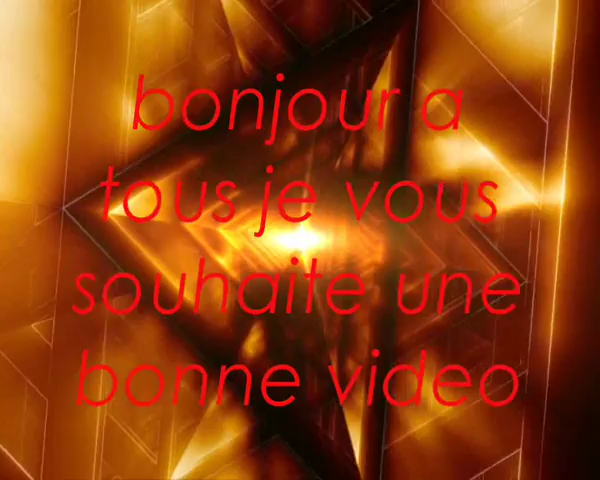 bonjour a
tous je vous
souhaite une
bonne video